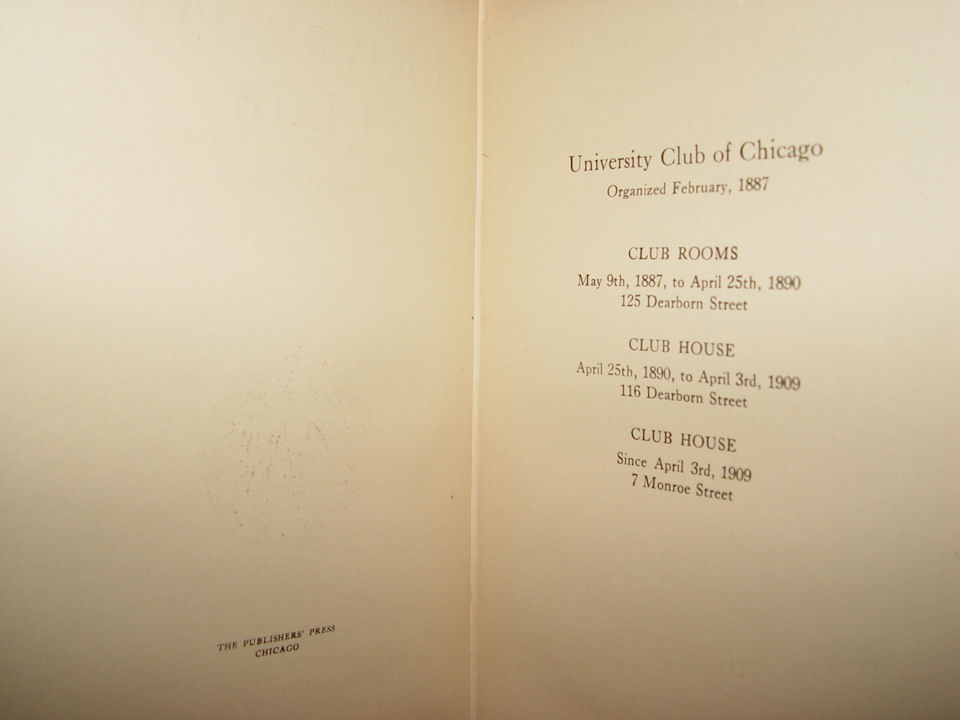 THE PUBLISHERS' PRESS
CHICAGO
University Club of Chicago
Organized February, 1887
CLUB ROOMS
May 9th, 1887, to April 25th, 1890
125 Dearborn Street
CLUB HOUSE
April 25th, 1890, to April 3rd, 1909
116 Dearborn Street
CLUB HOUSE
Since April 3rd, 1909
7 Monroe Street